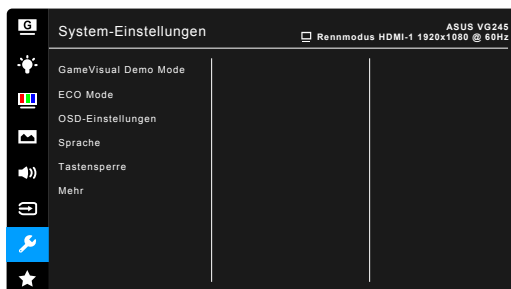 G
System-Einstellungen
ASUS VG245
Rennmodus HDMI-1 1920x1080 @ 60Hz
GameVisual Demo Mode
ECO Mode
OSD-Einstellungen
Sprache
Tastensperre
Mehr